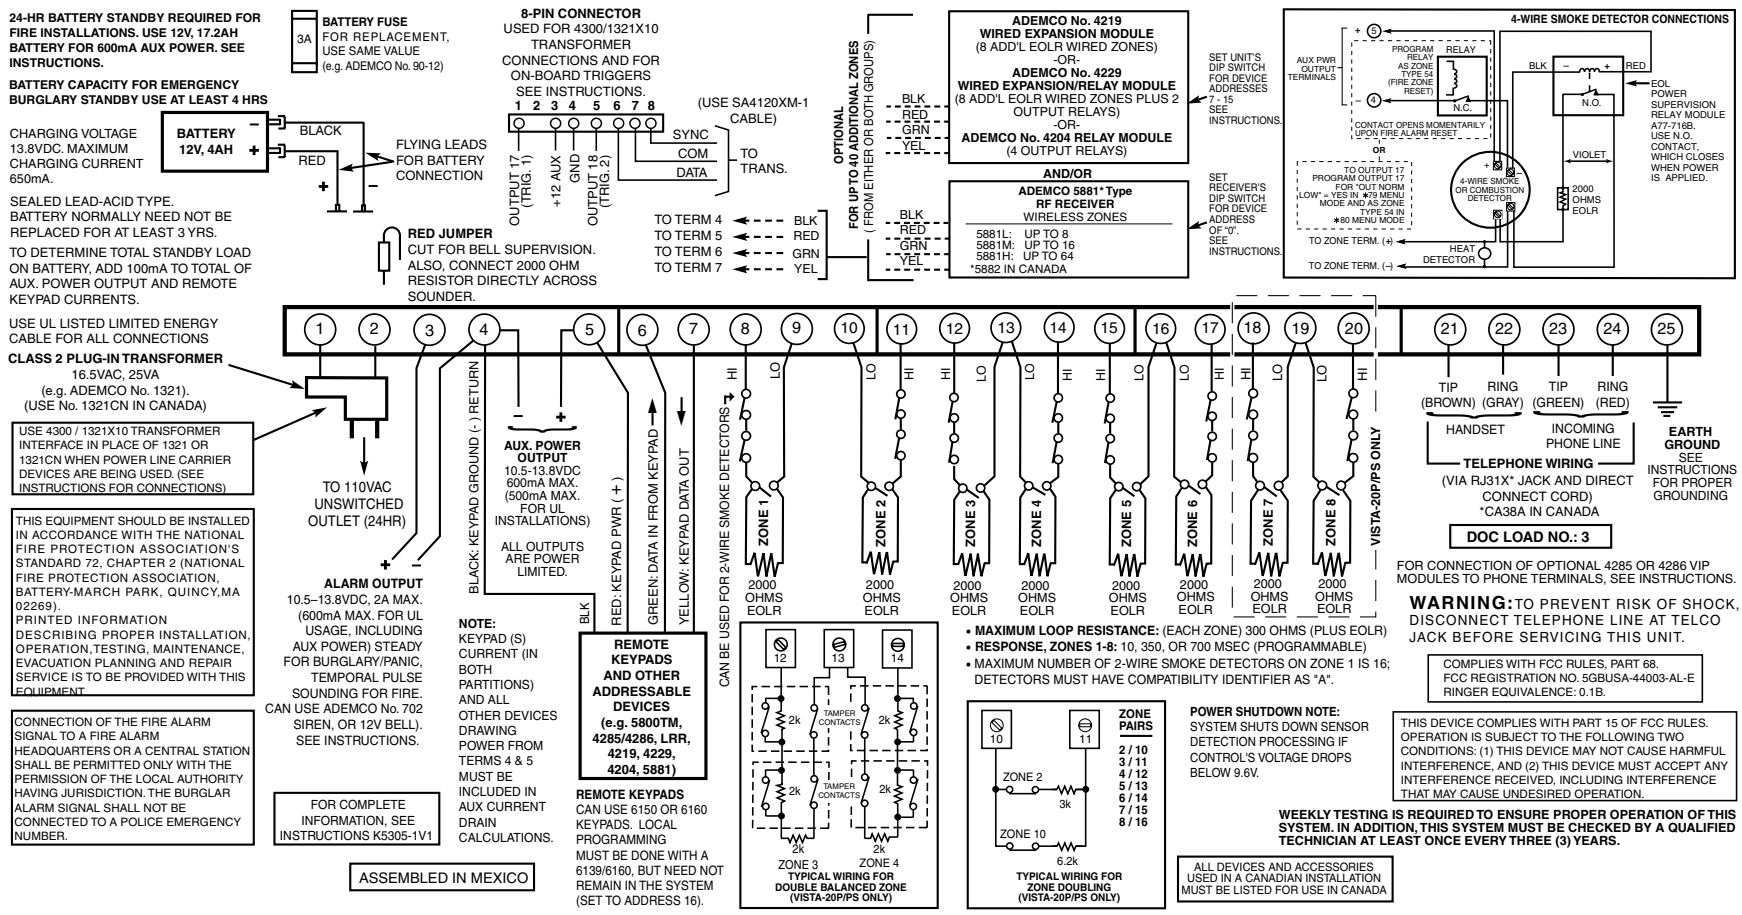 24-HR BATTERY STANDBY REQUIRED FOR
FIRE INSTALLATIONS. USE 12V, 17.2AH
BATTERY FOR 600mA AUX POWER. SEE
INSTRUCTIONS.
BATTERY CAPACITY FOR EMERGENCY
BURGLARY STANDBY USE AT LEAST 4 HRS
CHARGING VOLTAGE
13.8VDC. MAXIMUM
CHARGING CURRENT
650mA.
BATTERY
12V, 4AH
–
+
BLACK
RED
+
–
FLYING LEADS
FOR BATTERY
CONNECTION
SEALED LEAD-ACID TYPE.
BATTERY NORMALLY NEED NOT BE
REPLACED FOR AT LEAST 3 YRS.
TO DETERMINE TOTAL STANDBY LOAD
ON BATTERY, ADD 100mA TO TOTAL OF
AUX. POWER OUTPUT AND REMOTE
KEYPAD CURRENTS.
USE UL LISTED LIMITED ENERGY
CABLE FOR ALL CONNECTIONS
CLASS 2 PLUG-IN TRANSFORMER
16.5VAC, 25VA
(e.g. ADEMCO No. 1321).
(USE No. 1321CN IN CANADA)
USE 4300 / 1321X10 TRANSFORMER
INTERFACE IN PLACE OF 1321 OR
1321CN WHEN POWER LINE CARRIER
DEVICES ARE BEING USED. (SEE
INSTRUCTIONS FOR CONNECTIONS)
THIS EQUIPMENT SHOULD BE INSTALLED
IN ACCORDANCE WITH THE NATIONAL
FIRE PROTECTION ASSOCIATION'S
STANDARD 72, CHAPTER 2 (NATIONAL
FIRE PROTECTION ASSOCIATION,
BATTERY-MARCH PARK, QUINCY,MA
02269).
PRINTED INFORMATION
DESCRIBING PROPER INSTALLATION,
OPERATION,TESTING, MAINTENANCE,
EVACUATION PLANNING AND REPAIR
SERVICE IS TO BE PROVIDED WITH THIS
EQUIPMENT
CONNECTION OF THE FIRE ALARM
SIGNAL TO A FIRE ALARM
HEADQUARTERS OR A CENTRAL STATION
SHALL BE PERMITTED ONLY WITH THE
PERMISSION OF THE LOCAL AUTHORITY
HAVING JURISDICTION. THE BURGLAR
ALARM SIGNAL SHALL NOT BE
CONNECTED TO A POLICE EMERGENCY
NUMBER.
3A
BATTERY FUSE
FOR REPLACEMENT,
USE SAME VALUE
(e.g. ADEMCO No. 90-12)
8-PIN CONNECTOR
USED FOR 4300/1321X10
TRANSFORMER
CONNECTIONS AND FOR
ON-BOARD TRIGGERS
SEE INSTRUCTIONS.
1 2 3 4 5 6 7 8
(USE SA4120XM-1
CABLE)
SYNC
COM
DATA
TO
TRANS.
OUTPUT 17
(TRIG. 1)
+12 AUX
GND
OUTPUT 18
(TRIG. 2)
RED JUMPER
CUT FOR BELL SUPERVISION.
ALSO, CONNECT 2000 OHM
RESISTOR DIRECTLY ACROSS
SOUNDER.
TO TERM 4 BLK
TO TERM 5 RED
TO TERM 6 GRN
TO TERM 7 YEL
OPTIONAL
FOR UP TO 40 ADDITIONAL ZONES
( FROM EITHER OR BOTH GROUPS)
BLK
RED
GRN
YEL
ADEMCO No. 4219
WIRED EXPANSION MODULE
(8 ADD'L EOLR WIRED ZONES)
-OR-
ADEMCO No. 4229
WIRED EXPANSION/RELAY MODULE
(8 ADD'L EOLR WIRED ZONES PLUS 2
OUTPUT RELAYS)
-OR-
ADEMCO No. 4204 RELAY MODULE
(4 OUTPUT RELAYS)
SET UNIT'S
DIP SWITCH
FOR DEVICE
ADDRESSES
7 - 15
SEE
INSTRUCTIONS.
AND/OR
BLK
RED
GRN
YEL
ADEMCO 5881* Type
RF RECEIVER
WIRELESS ZONES
5881L: UP TO 8
5881M: UP TO 16
5881H: UP TO 64
*5882 IN CANADA
SET
RECEIVER'S
DIP SWITCH
FOR DEVICE
ADDRESS
OF "0".
SEE
INSTRUCTIONS.
4-WIRE SMOKE DETECTOR CONNECTIONS
+ 5
AUX PWR
OUTPUT
TERMINALS
– 4
PROGRAM
RELAY
AS ZONE
TYPE 54
(FIRE ZONE
RESET)
RELAY
N.C.
CONTACT OPENS MOMENTARILY
UPON FIRE ALARM RESET
OR
TO OUTPUT 17
PROGRAM OUTPUT 17
FOR "OUT NORM
LOW" = YES IN ✶79 MENU
MODE AND AS ZONE
TYPE 54 IN
✶80 MENU MODE
4-WIRE SMOKE
OR COMBUSTION
DETECTOR
+
–
BLK
–
+
RED
N.O.
EOL
POWER
SUPERVISION
RELAY MODULE
A77-716B.
USE N.O.
CONTACT,
WHICH CLOSES
WHEN POWER
IS APPLIED.
VIOLET
2000
OHMS
EOLR
TO ZONE TERM. (+)
HEAT
DETECTOR
TO ZONE TERM. (–)
1 2 3 4 5 6 7 8 9 10 11 12 13 14 15 16 17 18 19 20 21 22 23 24 25
TO 110VAC
UNSWITCHED
OUTLET (24HR)
+
–
ALARM OUTPUT
10.5–13.8VDC, 2A MAX.
(600mA MAX. FOR UL
USAGE, INCLUDING
AUX POWER) STEADY
FOR BURGLARY/PANIC,
TEMPORAL PULSE
SOUNDING FOR FIRE.
CAN USE ADEMCO No. 702
SIREN, OR 12V BELL).
SEE INSTRUCTIONS.
FOR COMPLETE
INFORMATION, SEE
INSTRUCTIONS K5305-1V1
ASSEMBLED IN MEXICO
BLACK: KEYPAD GROUND (-) RETURN
–
+
AUX. POWER
OUTPUT
10.5-13.8VDC
600mA MAX.
(500mA MAX.
FOR UL
INSTALLATIONS)
ALL OUTPUTS
ARE POWER
LIMITED.
BLK
RED: KEYPAD PWR ( + )
GREEN: DATA IN FROM KEYPAD
YELLOW: KEYPAD DATA OUT
NOTE:
KEYPAD (S)
CURRENT (IN
BOTH
PARTITIONS)
AND ALL
OTHER DEVICES
DRAWING
POWER FROM
TERMS 4 & 5
MUST BE
INCLUDED IN
AUX CURRENT
DRAIN
CALCULATIONS.
REMOTE
KEYPADS
AND OTHER
ADDRESSABLE
DEVICES
(e.g. 5800TM,
4285/4286, LRR,
4219, 4229,
4204, 5881)
REMOTE KEYPADS
CAN USE 6150 OR 6160
KEYPADS. LOCAL
PROGRAMMING
MUST BE DONE WITH A
6139/6160, BUT NEED NOT
REMAIN IN THE SYSTEM
(SET TO ADDRESS 16).
CAN BE USED FOR 2-WIRE SMOKE DETECTORS
HI LO LO HI HI LO LO HI HI LO LO HI HI LO LO HI
ZONE 1
ZONE 2
ZONE 3
ZONE 4
ZONE 5
ZONE 6
ZONE 7
ZONE 8
2000 2000 2000 2000 2000 2000 2000 2000
OHMS OHMS OHMS OHMS OHMS OHMS OHMS OHMS
EOLR EOLR EOLR EOLR EOLR EOLR EOLR EOLR
VISTA-20P/PS ONLY
TIP
(BROWN)
RING
(GRAY)
TIP
(GREEN)
RING
(RED)
HANDSET
INCOMING
PHONE LINE
TELEPHONE WIRING
(VIA RJ31X* JACK AND DIRECT
CONNECT CORD)
*CA38A IN CANADA
EARTH
GROUND
SEE
INSTRUCTIONS
FOR PROPER
GROUNDING
DOC LOAD NO.: 3
FOR CONNECTION OF OPTIONAL 4285 OR 4286 VIP
MODULES TO PHONE TERMINALS, SEE INSTRUCTIONS.
WARNING: TO PREVENT RISK OF SHOCK,
DISCONNECT TELEPHONE LINE AT TELCO
JACK BEFORE SERVICING THIS UNIT.
COMPLIES WITH FCC RULES, PART 68.
FCC REGISTRATION NO. 5GBUSA-44003-AL-E
RINGER EQUIVALENCE: 0.1B.
• MAXIMUM LOOP RESISTANCE: (EACH ZONE) 300 OHMS (PLUS EOLR)
• RESPONSE, ZONES 1-8: 10, 350, OR 700 MSEC (PROGRAMMABLE)
• MAXIMUM NUMBER OF 2-WIRE SMOKE DETECTORS ON ZONE 1 IS 16;
DETECTORS MUST HAVE COMPATIBILITY IDENTIFIER AS "A".
12 13 14
2k
TAMPER
CONTACTS
2k
2k
TAMPER
CONTACTS
2k
2k 2k
ZONE 3 ZONE 4
TYPICAL WIRING FOR
DOUBLE BALANCED ZONE
(VISTA-20P/PS ONLY)
10 11
ZONE 2
3k
ZONE 10
6.2k
TYPICAL WIRING FOR
ZONE DOUBLING
(VISTA-20P/PS ONLY)
ZONE
PAIRS
2 / 10
3 / 11
4 / 12
5 / 13
6 / 14
7 / 15
8 / 16
POWER SHUTDOWN NOTE:
SYSTEM SHUTS DOWN SENSOR
DETECTION PROCESSING IF
CONTROL'S VOLTAGE DROPS
BELOW 9.6V.
THIS DEVICE COMPLIES WITH PART 15 OF FCC RULES.
OPERATION IS SUBJECT TO THE FOLLOWING TWO
CONDITIONS: (1) THIS DEVICE MAY NOT CAUSE HARMFUL
INTERFERENCE, AND (2) THIS DEVICE MUST ACCEPT ANY
INTERFERENCE RECEIVED, INCLUDING INTERFERENCE
THAT MAY CAUSE UNDESIRED OPERATION.
WEEKLY TESTING IS REQUIRED TO ENSURE PROPER OPERATION OF THIS
SYSTEM. IN ADDITION, THIS SYSTEM MUST BE CHECKED BY A QUALIFIED
TECHNICIAN AT LEAST ONCE EVERY THREE (3) YEARS.
ALL DEVICES AND ACCESSORIES
USED IN A CANADIAN INSTALLATION
MUST BE LISTED FOR USE IN CANADA